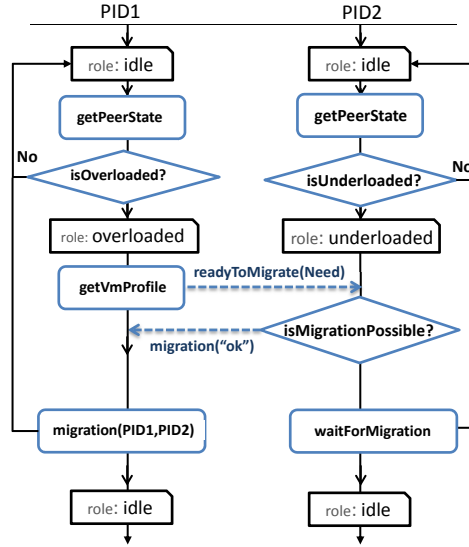 PID1 PID2
role: idle role: idle
getPeerState getPeerState
No No
isOverloaded? isUnderloaded?
role: overloaded role: underloaded
readyToMigrate(Need)
getVmProfile
isMigrationPossible?
migration(“ok”)
migration(PID1,PID2) waitForMigration
role: idle role: idle